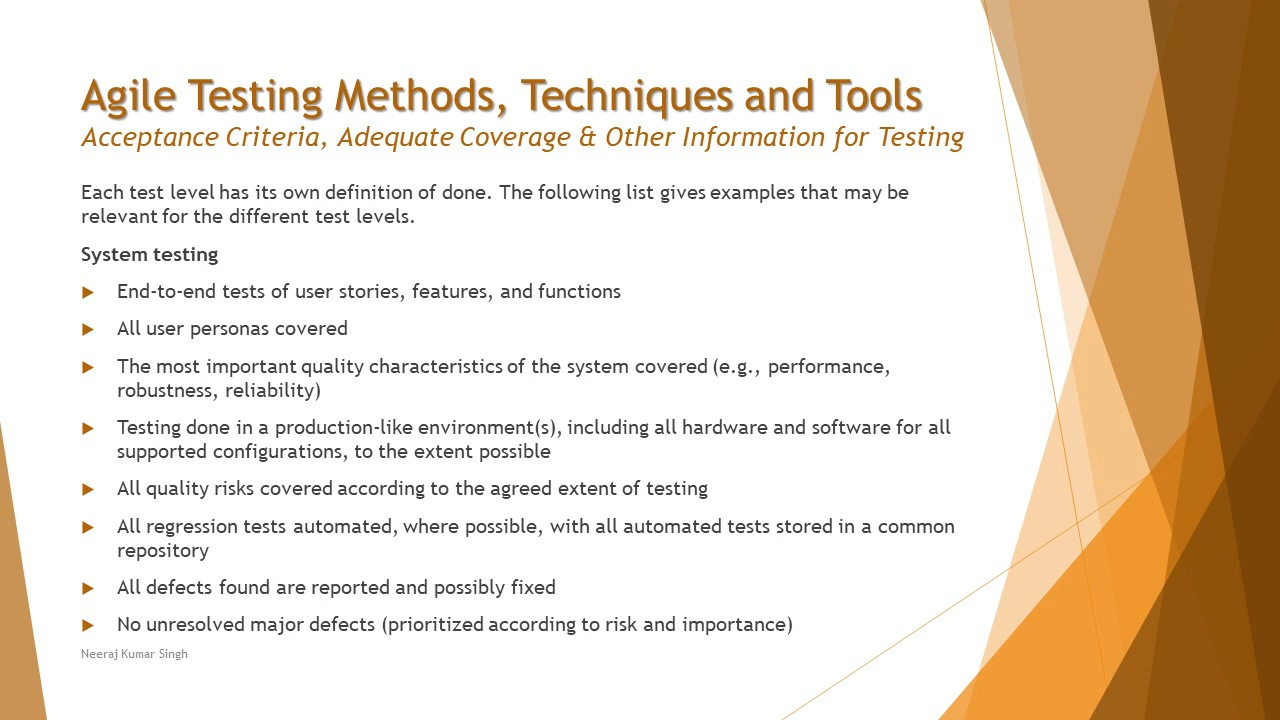 Agile Testing Methods, Techniques and Tools
Acceptance Criteria, Adequate Coverage & Other Information for Testing
Each test level has its own definition of done. The following list gives examples that may be
relevant for the different test levels.
System testing
End-to-end tests of user stories, features, and functions
All user personas covered
The most important quality characteristics of the system covered (e.g., performance,
robustness, reliability)
Testing done in a production-like environment(s), including all hardware and software for all
supported configurations, to the extent possible
All quality risks covered according to the agreed extent of testing
All regression tests automated, where possible, with all automated tests stored in a common
repository
All defects found are reported and possibly fixed
No unresolved major defects (prioritized according to risk and importance)
Neeraj Kumar Singh